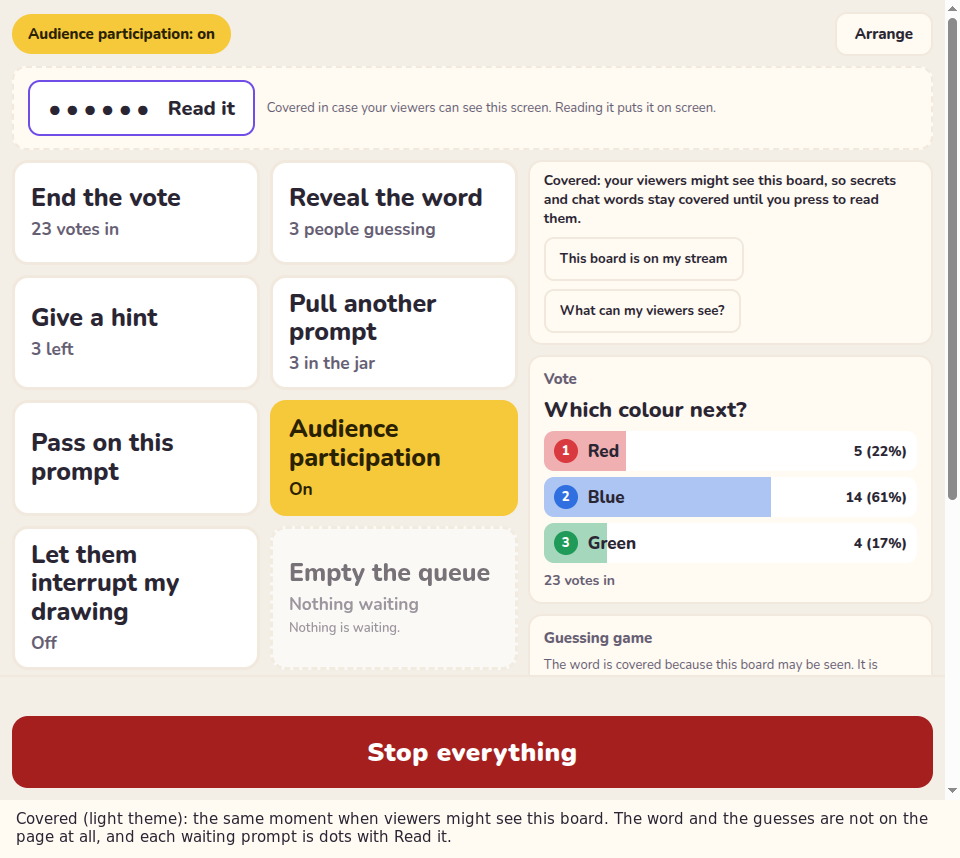 Audience participation: on
Arrange
●●●●●● Read it
Covered in case your viewers can see this screen. Reading it puts it on screen.
End the vote
23 votes in
Reveal the word
3 people guessing
Give a hint
3 left
Pull another
prompt
3 in the jar
Pass on this
prompt
Audience
participation
On
Let them
interrupt my
drawing
Off
Empty the queue
Nothing waiting
Nothing is waiting.
Covered: your viewers might see this board, so secrets
and chat words stay covered until you press to read
them.
This board is on my stream
What can my viewers see?
Vote
Which colour next?
1 Red 5 (22%)
2 Blue 14 (61%)
3 Green 4 (17%)
23 votes in
Guessing game
The word is covered because this board may be seen. It is
Stop everything
Covered (light theme): the same moment when viewers might see this board. The word and the guesses are not on the
page at all, and each waiting prompt is dots with Read it.